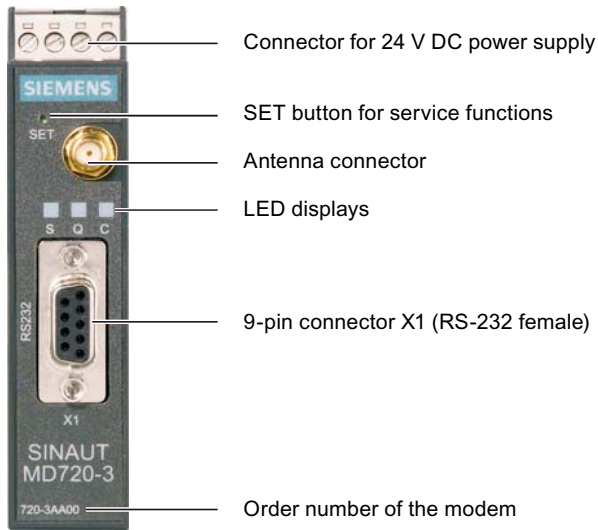 Connector for 24 V DC power supply
SIEMENS
SET button for service functions
SET
Antenna connector
LED displays
S Q C
RS232
9-pin connector X1 (RS-232 female)
X1
SINAUT
MD720-3
720-3AA00
Order number of the modem